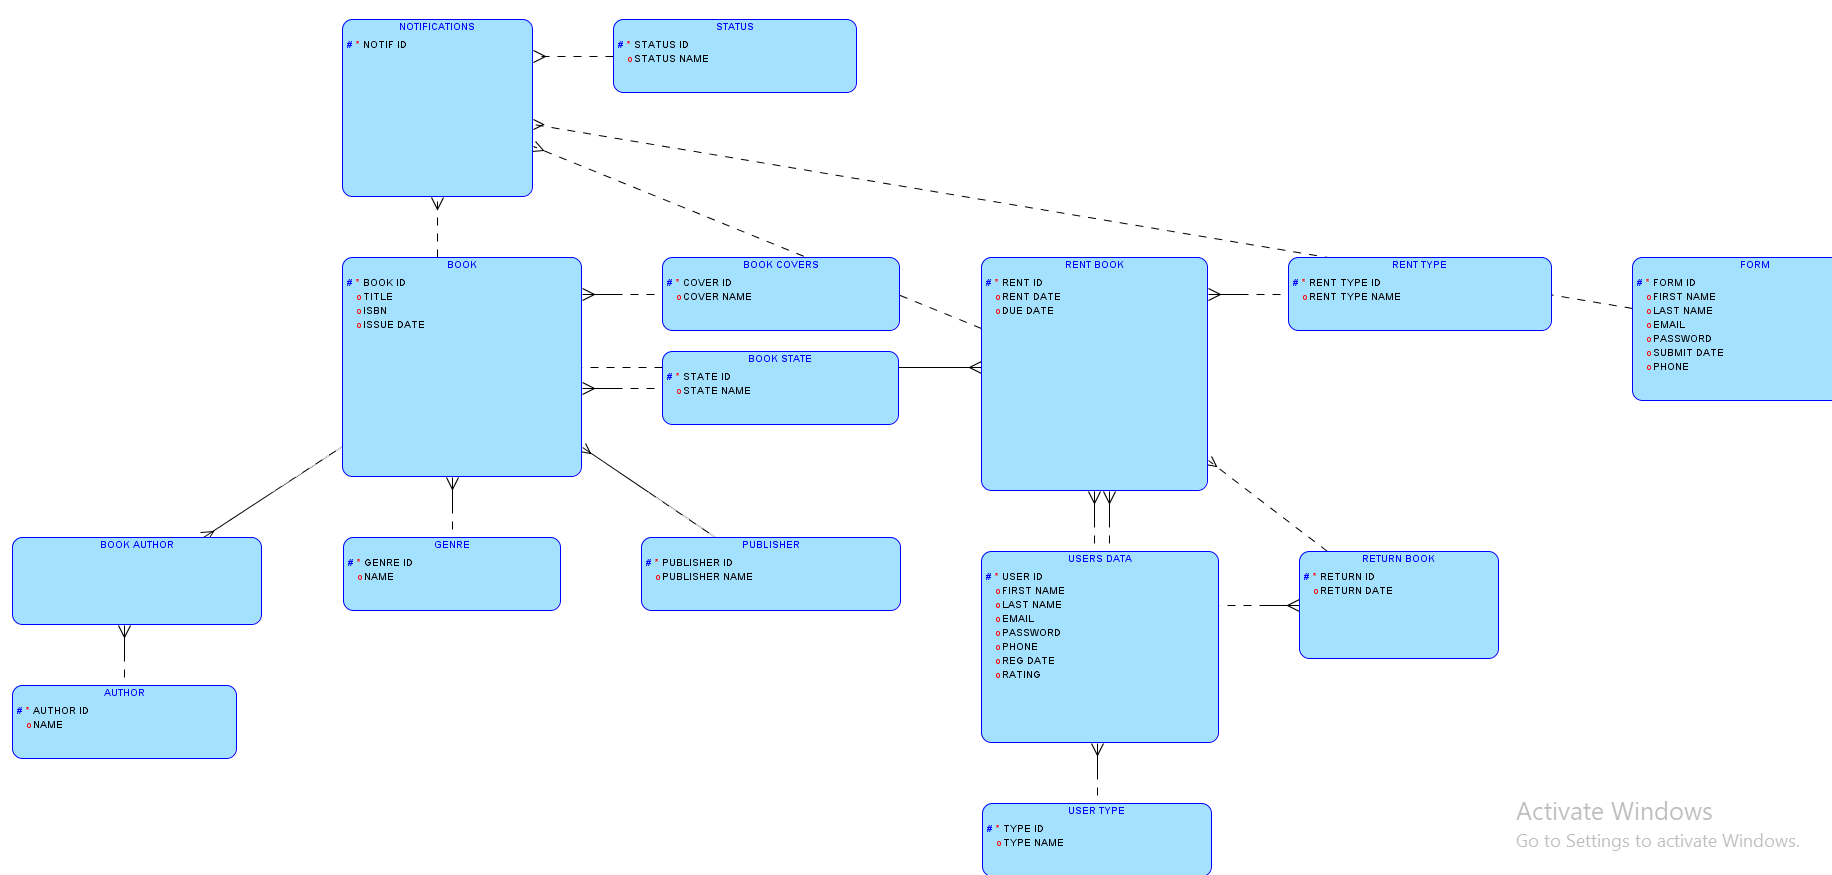 NOTIFICATIONS
# * NOTIF ID
STATUS
# * STATUS ID
o STATUS NAME
BOOK
# * BOOK ID
o TITLE
o ISBN
o ISSUE DATE
BOOK COVERS
# * COVER ID
o COVER NAME
BOOK STATE
# * STATE ID
o STATE NAME
RENT BOOK
# * RENT ID
o RENT DATE
o DUE DATE
RENT TYPE
# * RENT TYPE ID
o RENT TYPE NAME
FORM
# * FORM ID
o FIRST NAME
o LAST NAME
o EMAIL
o PASSWORD
o SUBMIT DATE
o PHONE
BOOK AUTHOR
GENRE
# * GENRE ID
o NAME
PUBLISHER
# * PUBLISHER ID
o PUBLISHER NAME
USERS DATA
# * USER ID
o FIRST NAME
o LAST NAME
o EMAIL
o PASSWORD
o PHONE
o REG DATE
o RATING
RETURN BOOK
# * RETURN ID
o RETURN DATE
AUTHOR
# * AUTHOR ID
o NAME
USER TYPE
# * TYPE ID
o TYPE NAME
Activate Windows
Go to Settings to activate Windows.